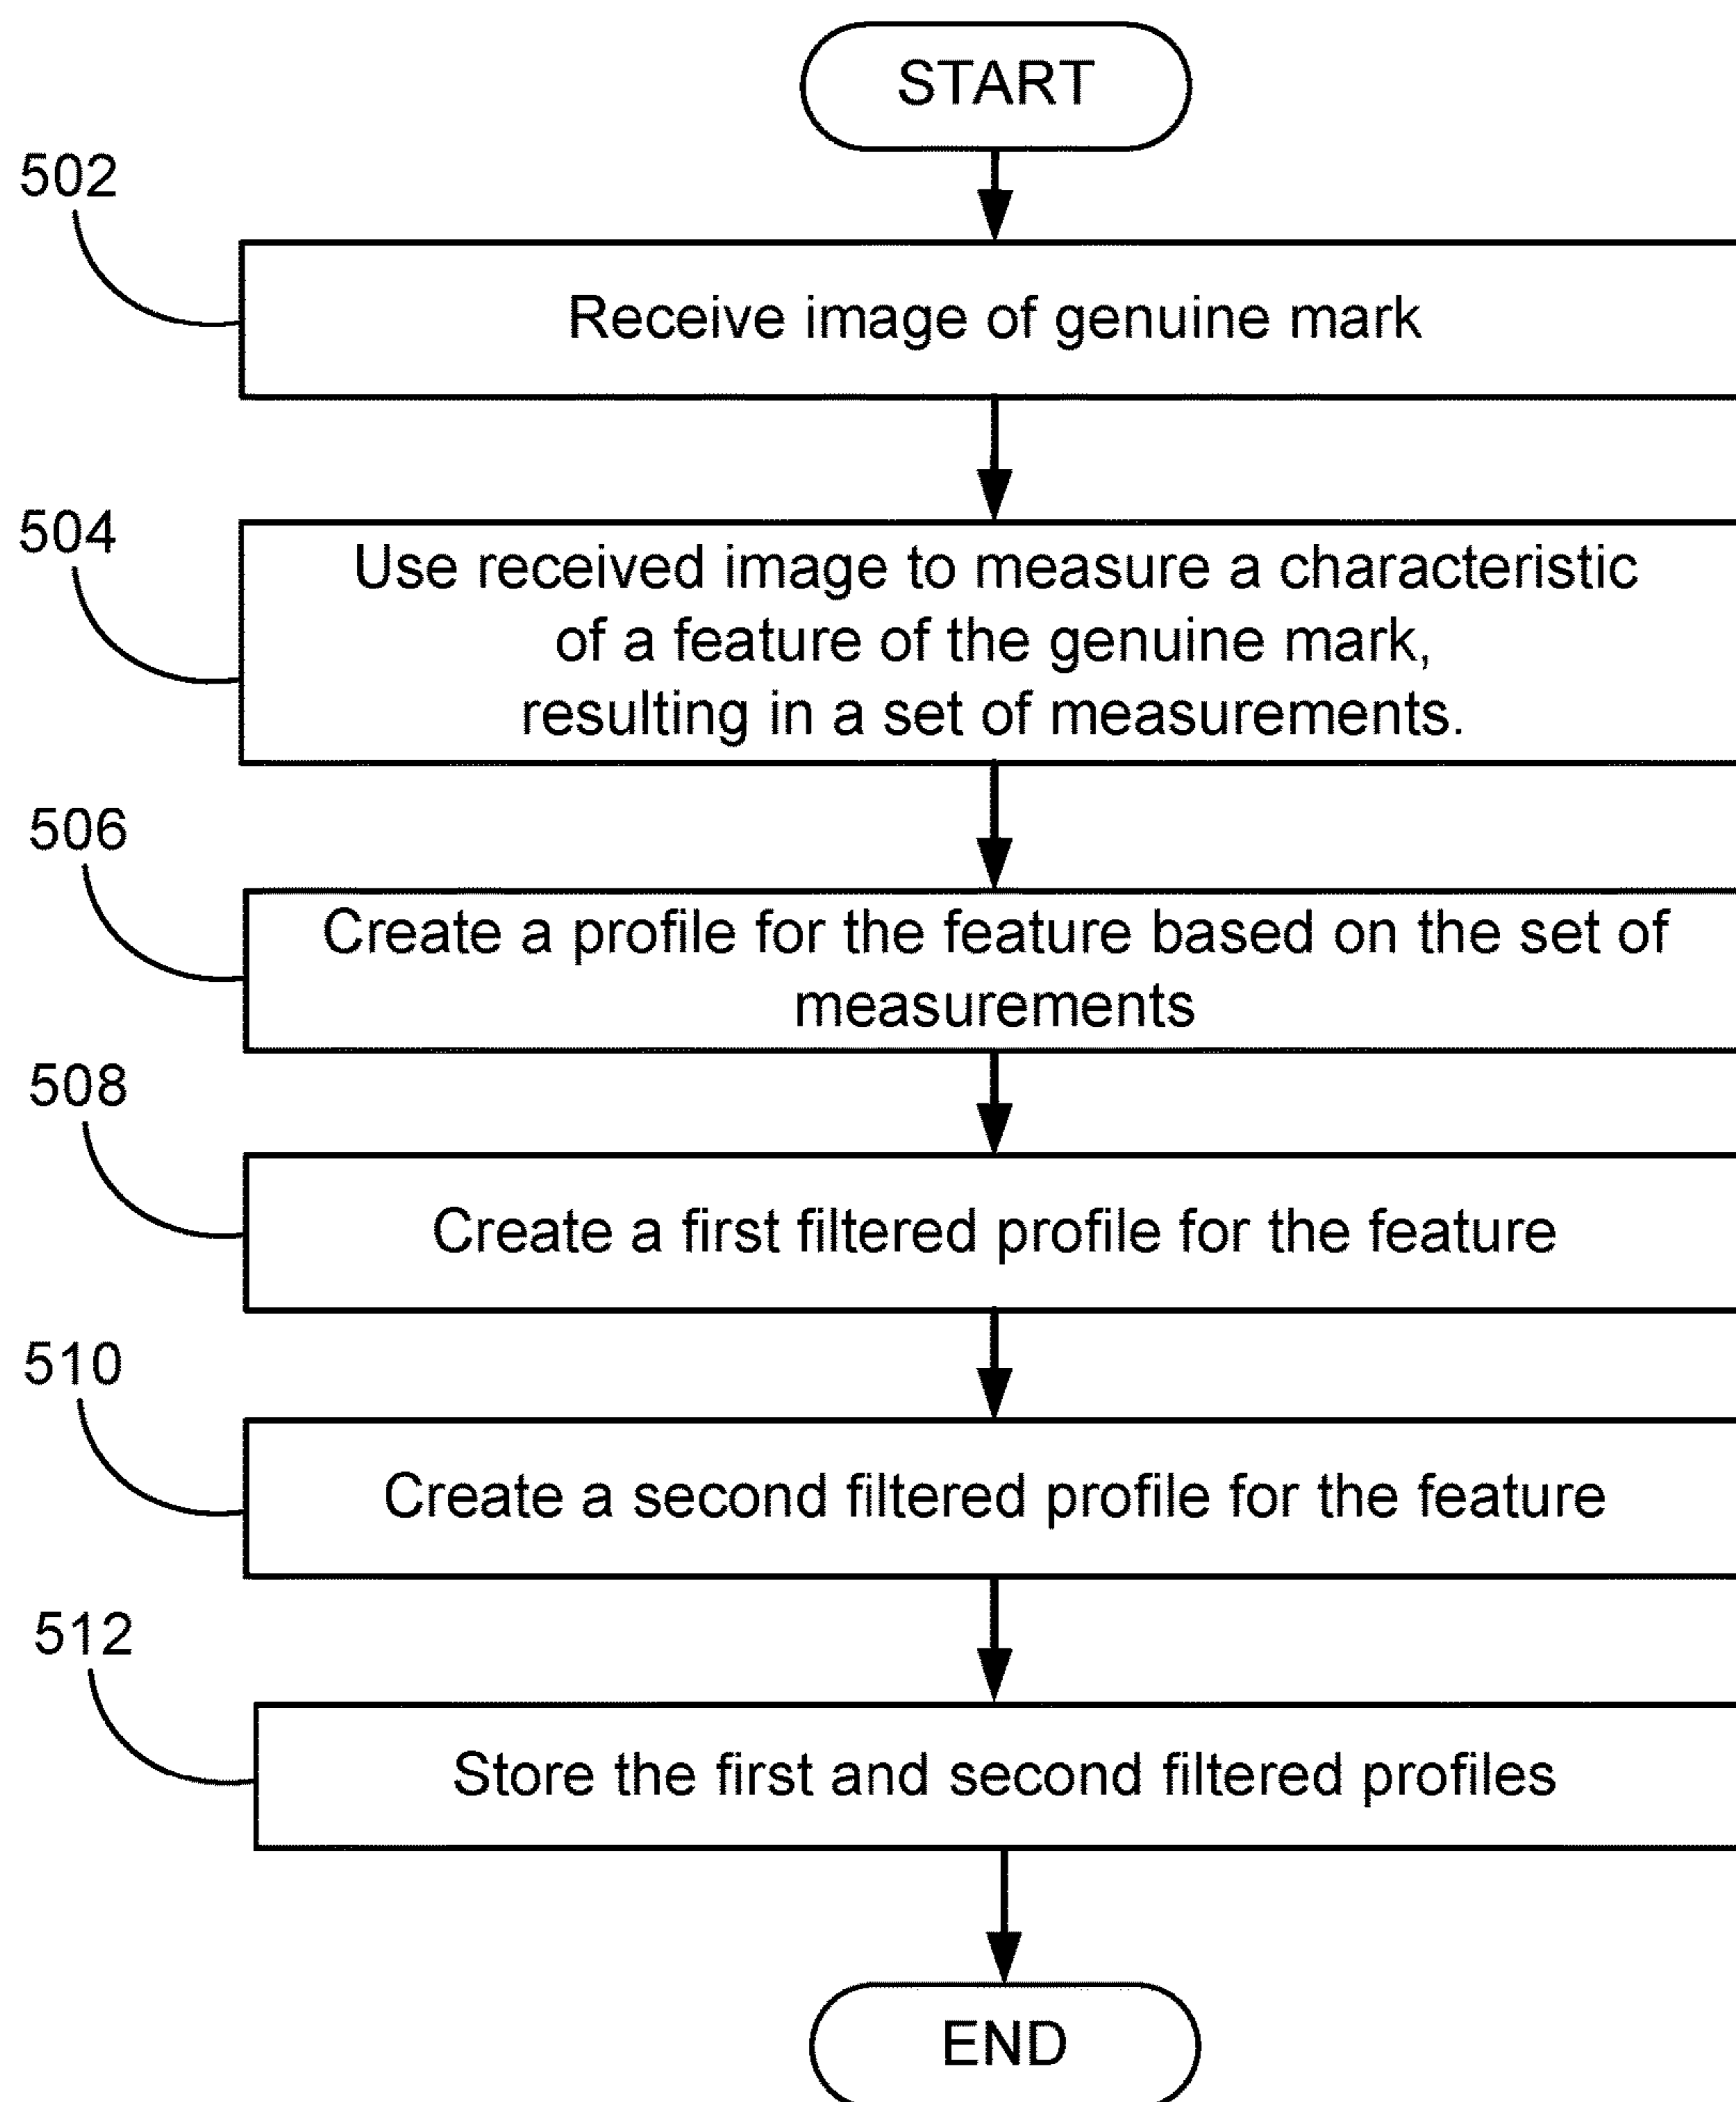 START
502
Receive image of genuine mark
504
Use received image to measure a characteristic
of a feature of the genuine mark,
resulting in a set of measurements.
506
Create a profile for the feature based on the set of
measurements
508
Create a first filtered profile for the feature
510
Create a second filtered profile for the feature
512
Store the first and second filtered profiles
END